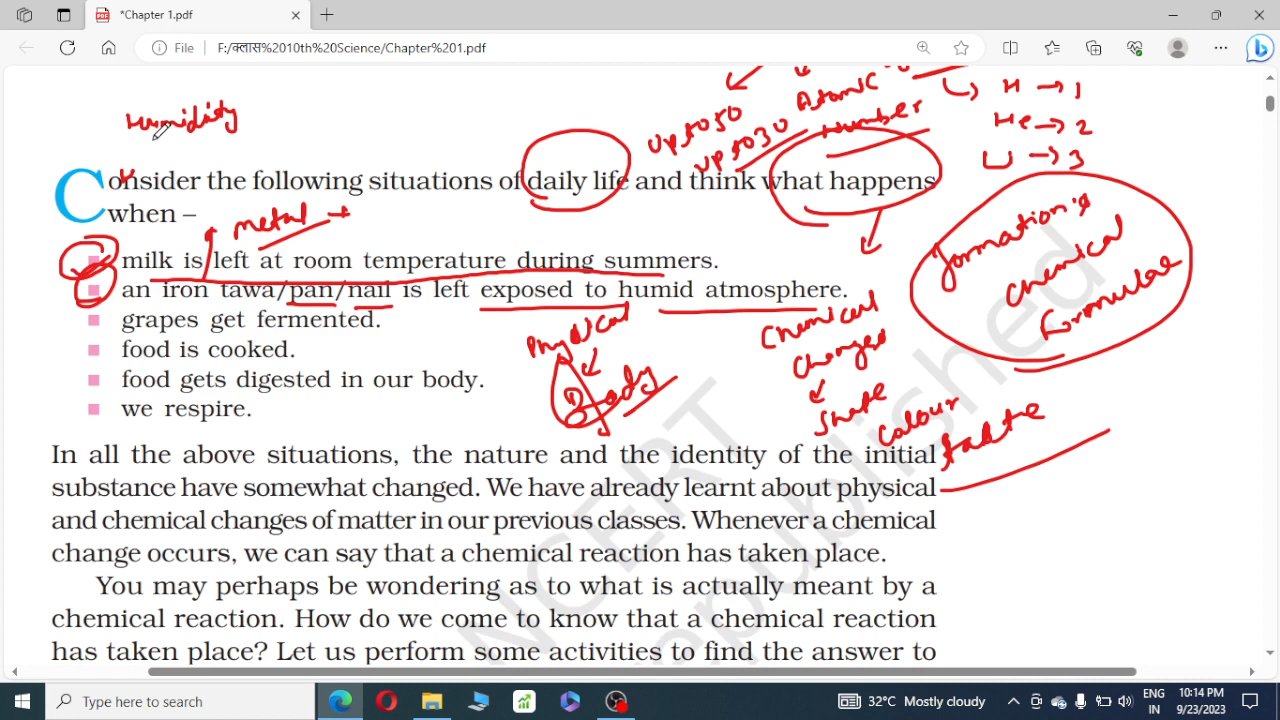 *Chapter 1.pdf
File
F:/क्लास%2010th%20Science/Chapter%201.pdf
Humidity
Upto 50
Upto 30
Atomic
Number
H → 1
He → 2
Li → 3
Consider the following situations of daily life and think what happens
when –
metal
milk is left at room temperature during summers.
an iron tawa/pan/nail is left exposed to humid atmosphere.
grapes get fermented.
food is cooked.
food gets digested in our body.
we respire.
Physical
Body
Chemical
Changes
State
Colour
Formation of
chemical
formulae
In all the above situations, the nature and the identity of the initial
substance have somewhat changed. We have already learnt about physical
and chemical changes of matter in our previous classes. Whenever a chemical
change occurs, we can say that a chemical reaction has taken place.
You may perhaps be wondering as to what is actually meant by a
chemical reaction. How do we come to know that a chemical reaction
has taken place? Let us perform some activities to find the answer to
NCERT
republished
Type here to search
32°C Mostly cloudy
ENG
IN
10:14 PM
9/23/2023